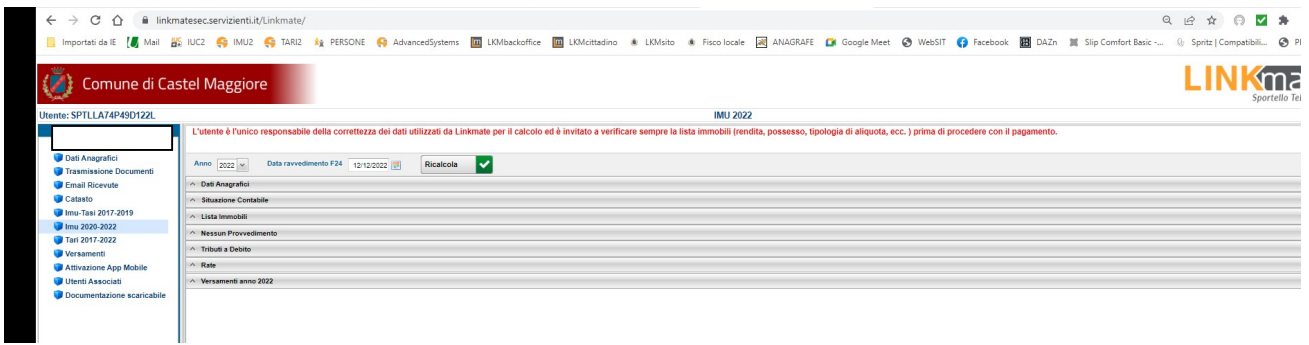 linkmatesec.servizienti.it/Linkmate/
Importati da IE Mail IUC2 IMU2 TARI2 PERSONE AdvancedSystems LKMbackoffice LKMcittadino LKMsito Fisco locale ANAGRAFE Google Meet WebSIT Facebook DAZn Slip Comfort Basic -... Spritz | Compatibili...
Comune di Castel Maggiore
LINKma
Sportello Tel
Utente: SPTLLA74P49D122L IMU 2022
L'utente è l'unico responsabile della correttezza dei dati utilizzati da Linkmate per il calcolo ed è invitato a verificare sempre la lista immobili (rendita, possesso, tipologia di aliquota, ecc. ) prima di procedere con il pagamento.
Dati Anagrafici
Trasmissione Documenti
Email Ricevute
Catasto
Imu-Tasi 2017-2019
Imu 2020-2022
Tari 2017-2022
Versamenti
Attivazione App Mobile
Utenti Associati
Documentazione scaricabile
Anno 2022 Data ravvedimento F24 12/12/2022 Ricalcola
Dati Anagrafici
Situazione Contabile
Lista Immobili
Nessun Provvedimento
Tributi a Debito
Rate
Versamenti anno 2022